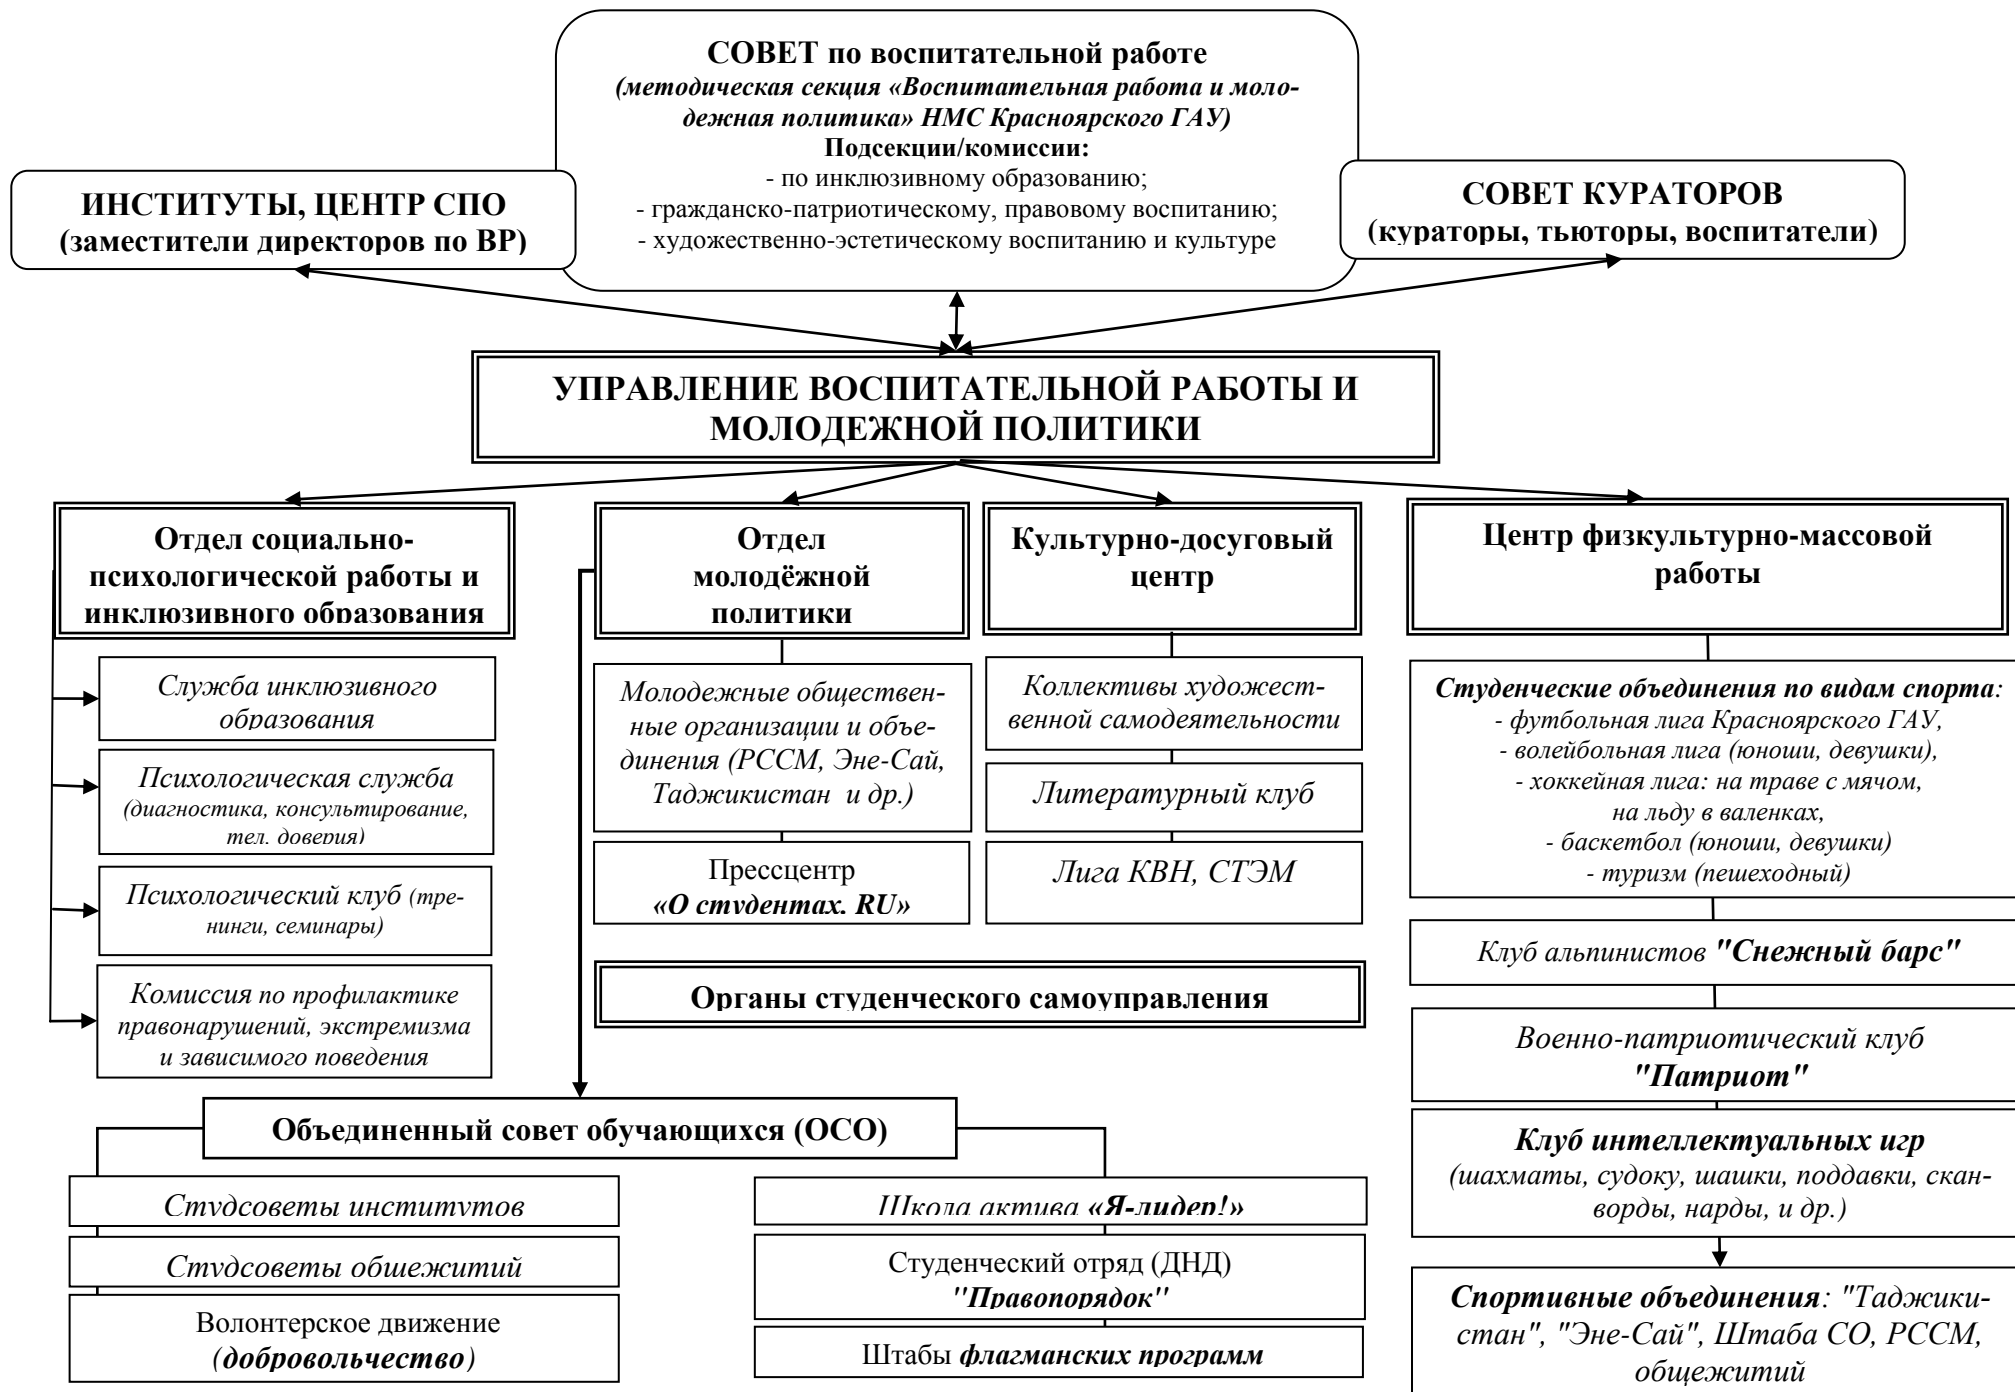 СОВЕТ по воспитательной работе
(методическая секция «Воспитательная работа и моло-
дежная политика» НМС Красноярского ГАУ)
Подсекции/комиссии:
- по инклюзивному образованию;
- гражданско-патриотическому, правовому воспитанию;
- художественно-эстетическому воспитанию и культуре
ИНСТИТУТЫ, ЦЕНТР СПО
(заместители директоров по ВР)
СОВЕТ КУРАТОРОВ
(кураторы, тьюторы, воспитатели)
УПРАВЛЕНИЕ ВОСПИТАТЕЛЬНОЙ РАБОТЫ И
МОЛОДЕЖНОЙ ПОЛИТИКИ
Отдел социально-
психологической работы и
инклюзивного образования
Служба инклюзивного
образования
Психологическая служба
(диагностика, консультирование,
тел. доверия)
Психологический клуб (тре-
нинги, семинары)
Комиссия по профилактике
правонарушений, экстремизма
и зависимого поведения
Отдел
молодёжной
политики
Молодежные обществен-
ные организации и объе-
динения (РССМ, Эне-Сай,
Таджикистан и др.)
Прессцентр
«О студентах. RU»
Культурно-досуговый
центр
Коллективы художест-
венной самодеятельности
Литературный клуб
Лига КВН, СТЭМ
Органы студенческого самоуправления
Центр физкультурно-массовой
работы
Студенческие объединения по видам спорта:
- футбольная лига Красноярского ГАУ,
- волейбольная лига (юноши, девушки),
- хоккейная лига: на траве с мячом,
на льду в валенках,
- баскетбол (юноши, девушки)
- туризм (пешеходный)
Клуб альпинистов "Снежный барс"
Военно-патриотический клуб
"Патриот"
Клуб интеллектуальных игр
(шахматы, судоку, шашки, поддавки, скан-
ворды, нарды, и др.)
Спортивные объединения: "Таджики-
стан", "Эне-Сай", Штаба СО, РССМ,
общежитий
Объединенный совет обучающихся (ОСО)
Студсоветы институтов
Студсоветы общежитий
Волонтерское движение
(добровольчество)
Школа актива «Я-лидер!»
Студенческий отряд (ДНД)
"Правопорядок"
Штабы флагманских программ